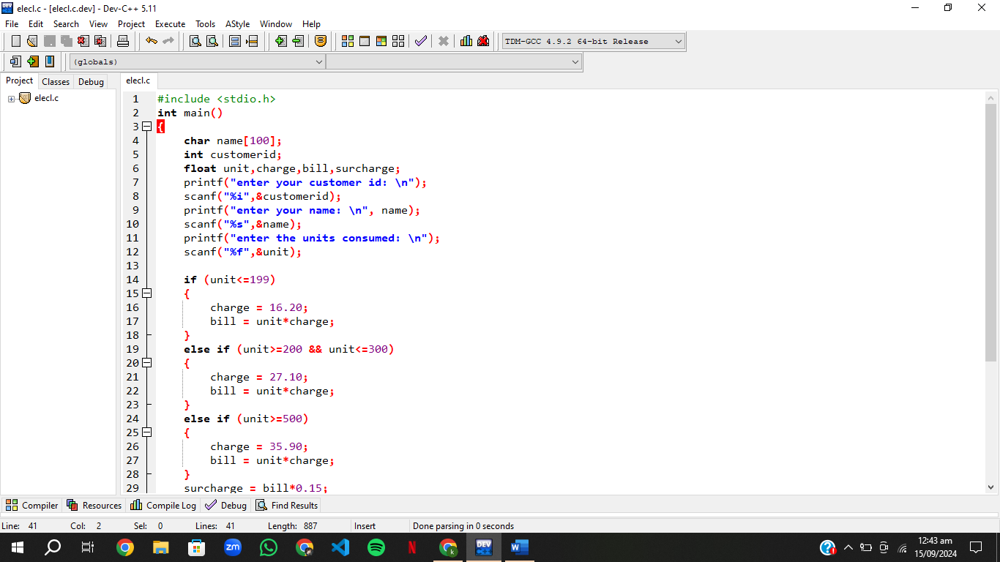 elecl.c - [elecl.c.dev] - Dev-C++ 5.11
File Edit Search View Project Execute Tools AStyle Window Help
TDM-GCC 4.9.2 64-bit Release
(globals)
Project Classes Debug
elecl.c
elecl.c
1 #include <stdio.h>
2 int main()
3 {
4 char name[100];
5 int customerid;
6 float unit,charge,bill,surcharge;
7 printf("enter your customer id: \n");
8 scanf("%i",&customerid);
9 printf("enter your name: \n", name);
10 scanf("%s",&name);
11 printf("enter the units consumed: \n");
12 scanf("%f",&unit);
13
14 if (unit<=199)
15 {
16 charge = 16.20;
17 bill = unit*charge;
18 }
19 else if (unit>=200 && unit<=300)
20 {
21 charge = 27.10;
22 bill = unit*charge;
23 }
24 else if (unit>=500)
25 {
26 charge = 35.90;
27 bill = unit*charge;
28 }
29 surcharge = bill*0.15;
Compiler Resources Compile Log Debug Find Results
Line: 41 Col: 2 Sel: 0 Lines: 41 Length: 887 Insert Done parsing in 0 seconds
12:43 am
15/09/2024